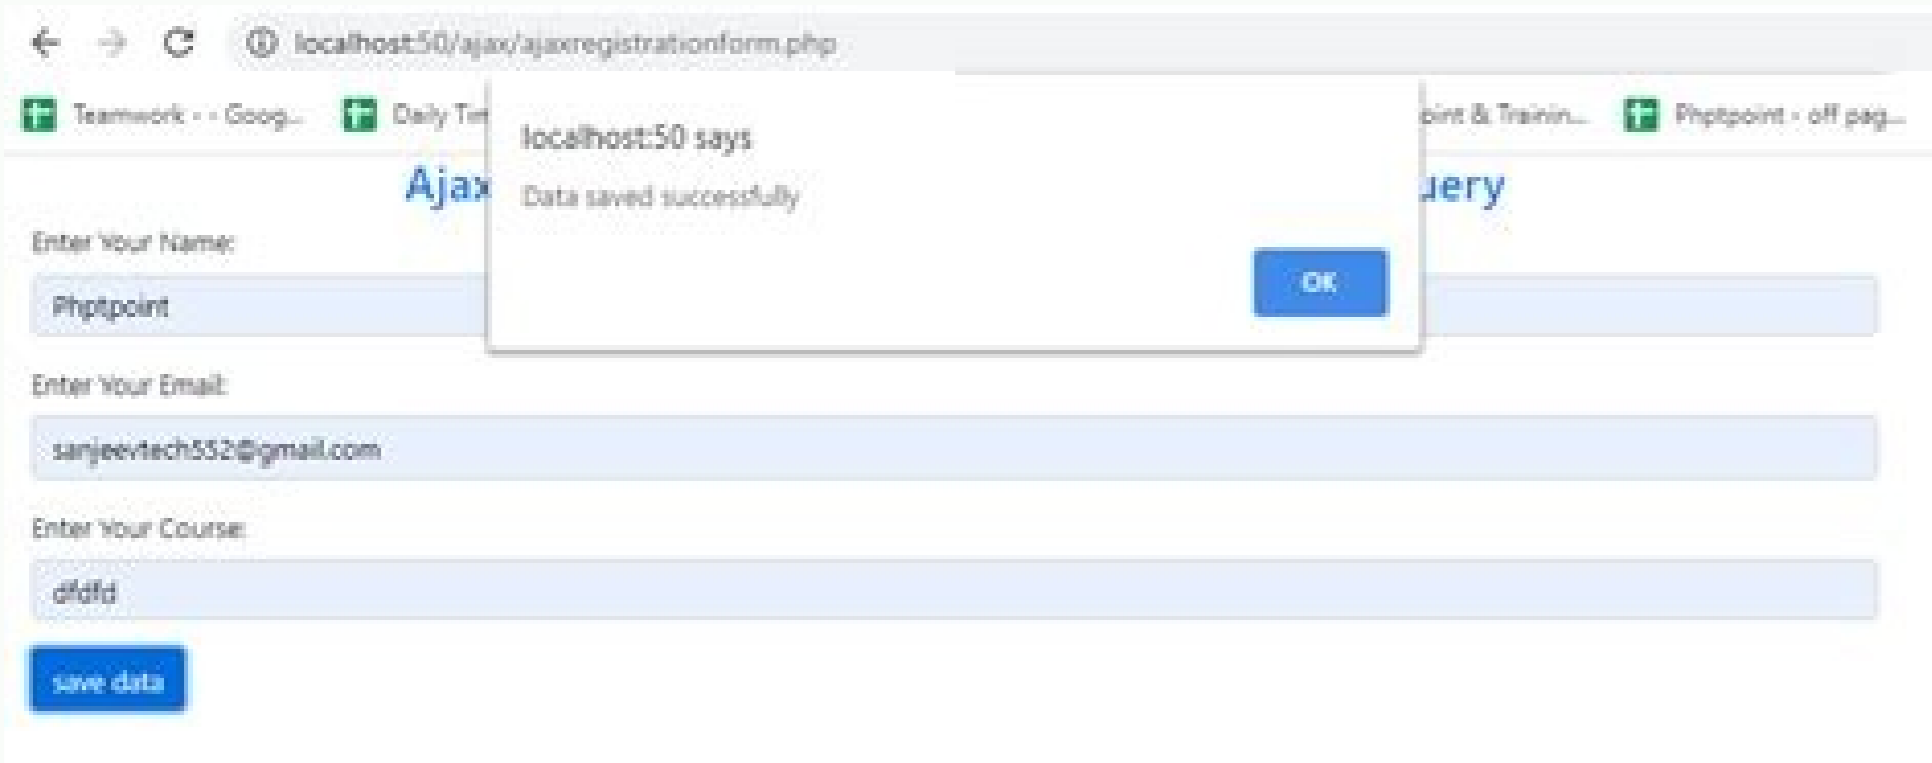 localhost:50/ajax/ajaxregistrationform.php
Teamwork - - Goog... Daily Tim oint & Trainin... Phptpoint - off pag...
localhost:50 says
Data saved successfully
OK
Ajax uery
Enter Your Name:
Phptpoint
Enter Your Email:
sanjeevtech552@gmail.com
Enter Your Course:
dfdfd
save data